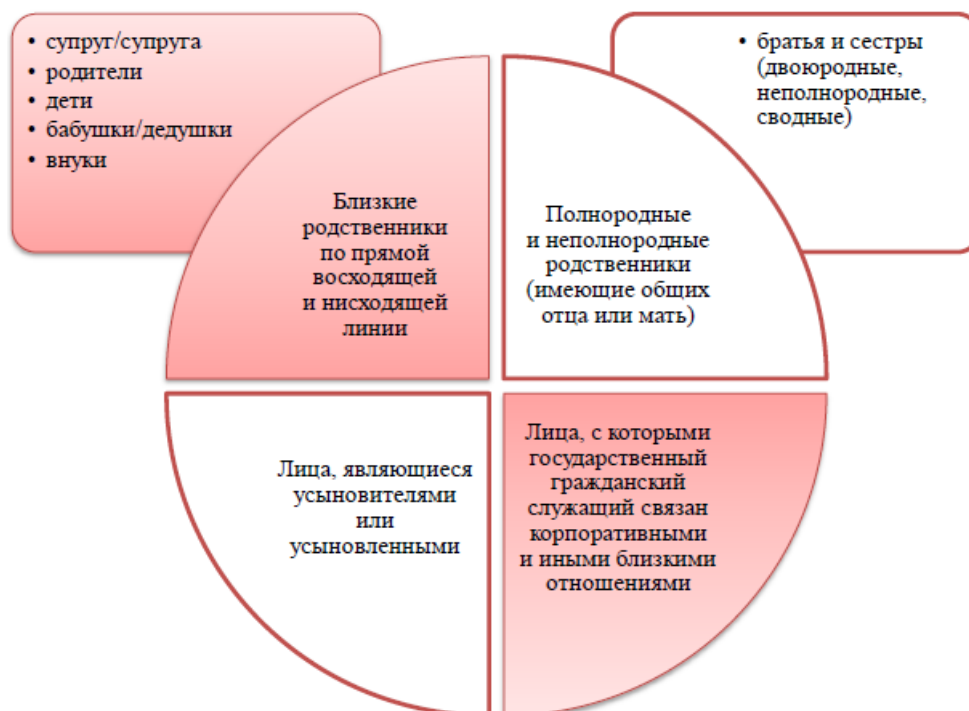 • супруг/супруга
• родители
• дети
• бабушки/дедушки
• внуки
• братья и сестры
(двоюродные,
неполнородные,
сводные)
Близкие
родственники
по прямой
восходящей
и нисходящей
линии
Полнородные
и неполнородные
родственники
(имеющие общих
отца или мать)
Лица, являющиеся
усыновителями
или
усыновленными
Лица, с которыми
государственный
гражданский
служащий связан
корпоративными
и иными близкими
отношениями